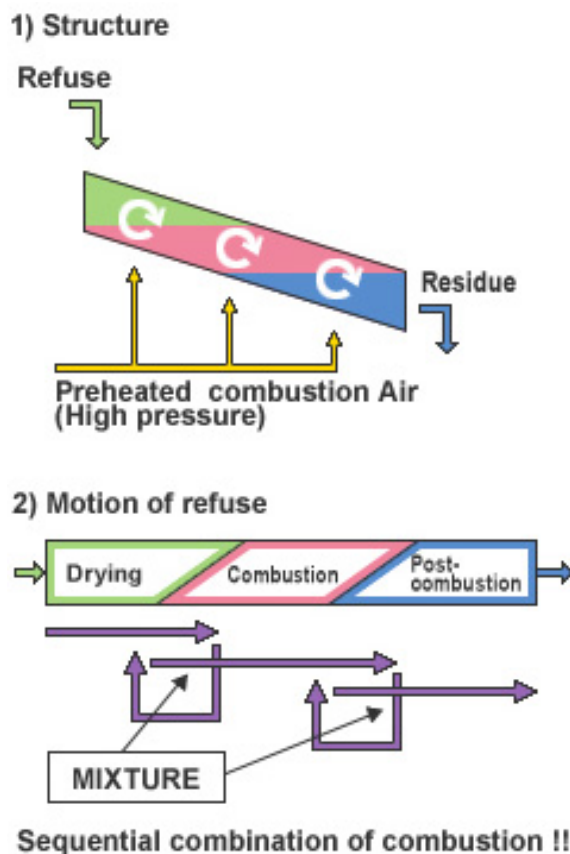 1) Structure
Refuse
Residue
Preheated combustion Air
(High pressure)
2) Motion of refuse
Drying
Combustion
Post-
oombustion
MIXTURE
Sequential combination of combustion !!